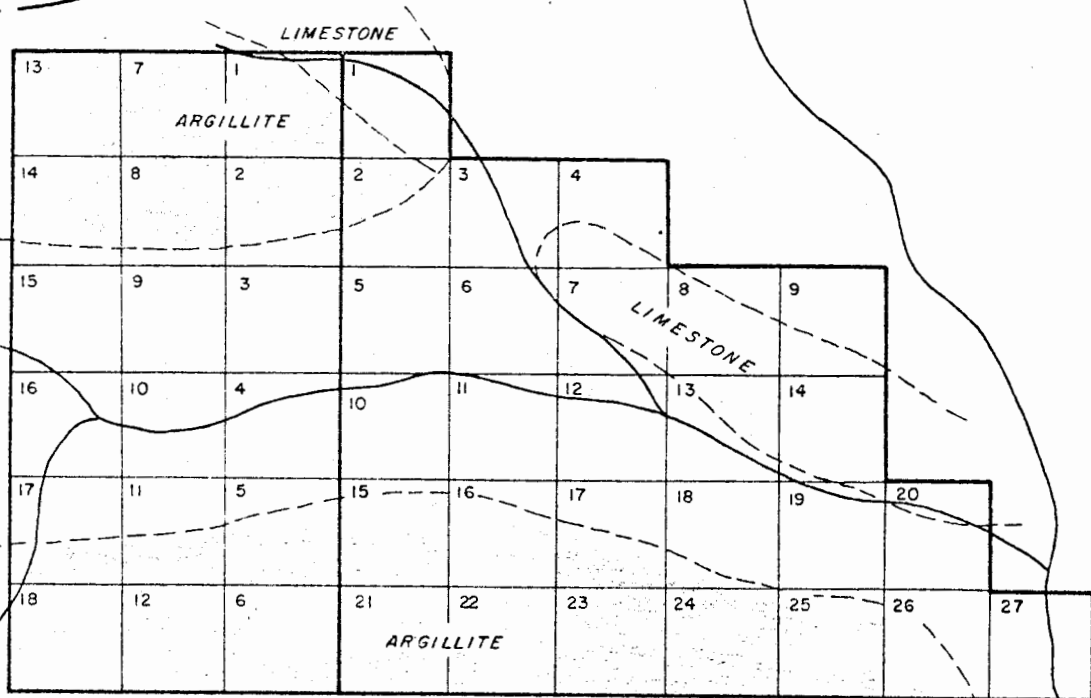 LIMESTONE
13 7 1 1
ARGILLITE
14 8 2 2 3 4
15 9 3 5 6 7 8 9
LIMESTONE
16 10 4 10 11 12 13 14
17 11 5 15 16 17 18 19 20
18 12 6 21 22 23 24 25 26 27
ARGILLITE